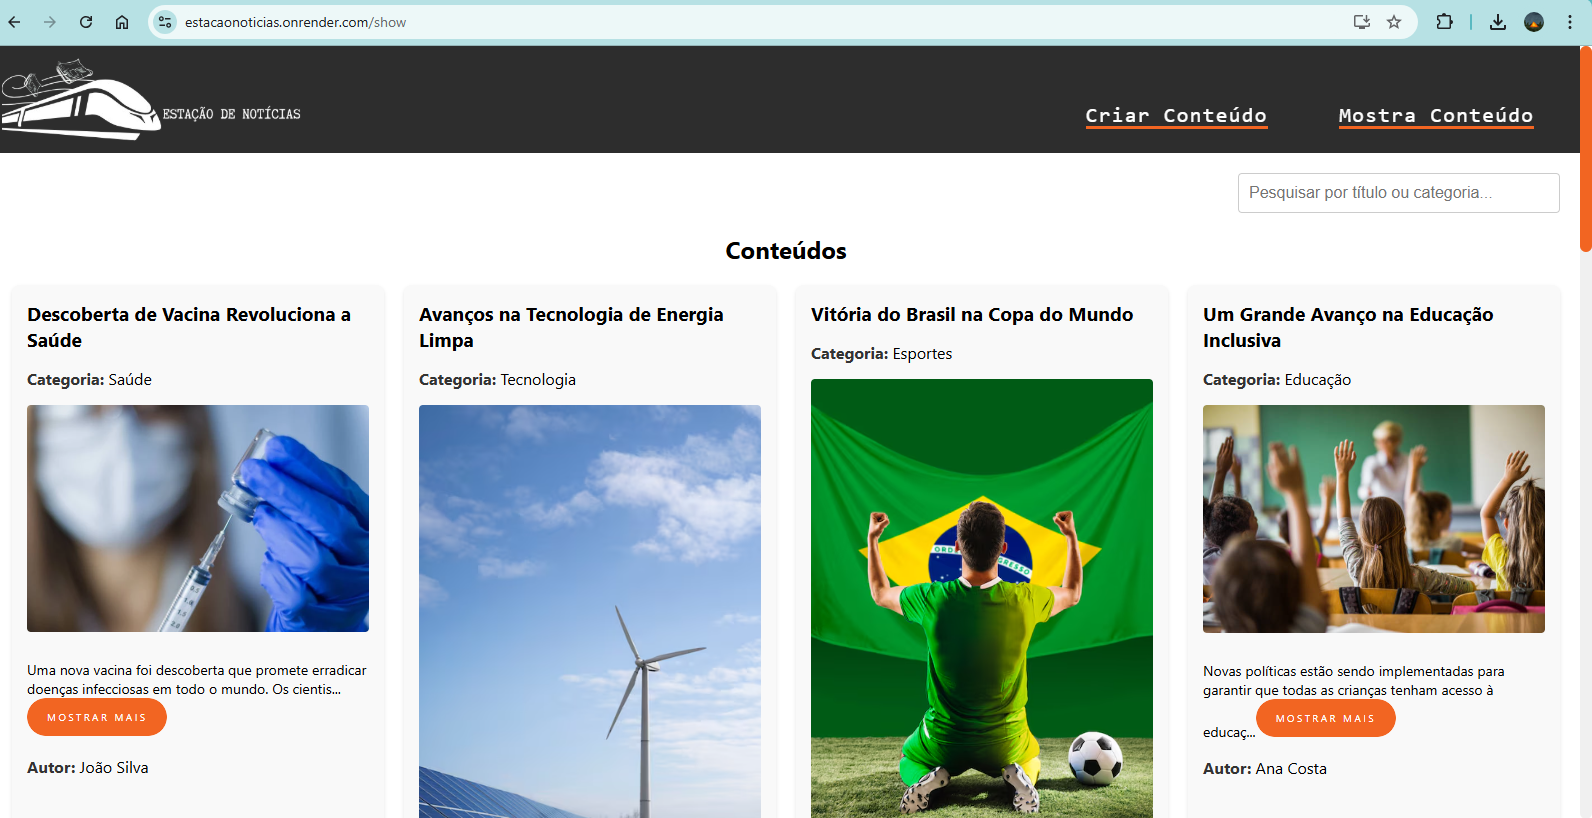 estacaonoticias.onrender.com/show
ESTAÇÃO DE NOTÍCIAS
Criar Conteúdo
Mostra Conteúdo
Pesquisar por título ou categoria...
Conteúdos
Descoberta de Vacina Revoluciona a
Saúde
Categoria: Saúde
Uma nova vacina foi descoberta que promete erradicar
doenças infecciosas em todo o mundo. Os cientis...
MOSTRAR MAIS
Autor: João Silva
Avanços na Tecnologia de Energia
Limpa
Categoria: Tecnologia
Vitória do Brasil na Copa do Mundo
Categoria: Esportes
Um Grande Avanço na Educação
Inclusiva
Categoria: Educação
Novas políticas estão sendo implementadas para
garantir que todas as crianças tenham acesso à
educaç... MOSTRAR MAIS
Autor: Ana Costa